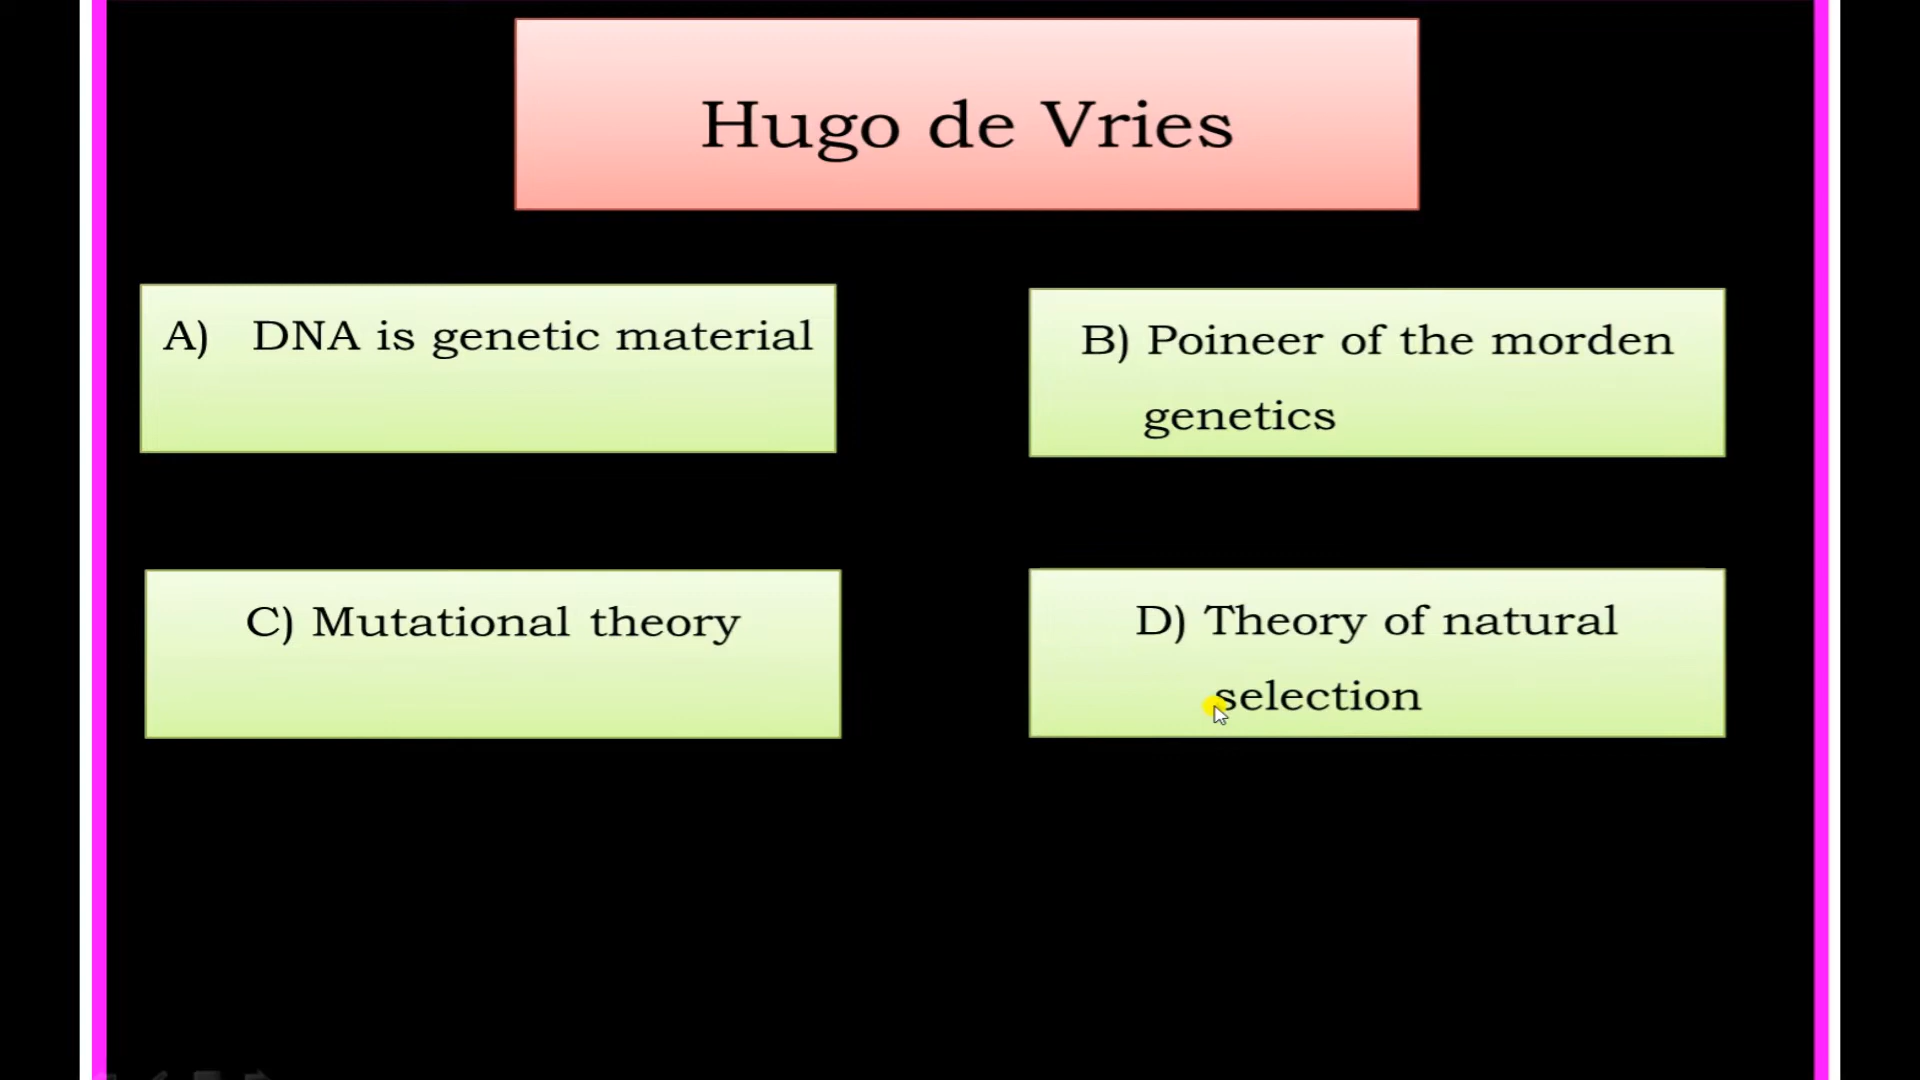 Hugo de Vries
A) DNA is genetic material
B) Poineer of the morden
genetics
C) Mutational theory
D) Theory of natural
selection